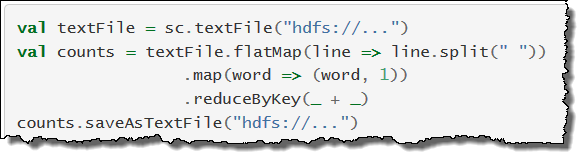 val textFile = sc.textFile("hdfs://...")
val counts = textFile.flatMap(line => line.split(" "))
                 .map(word => (word, 1))
                 .reduceByKey(_ + _)
counts.saveAsTextFile("hdfs://...")